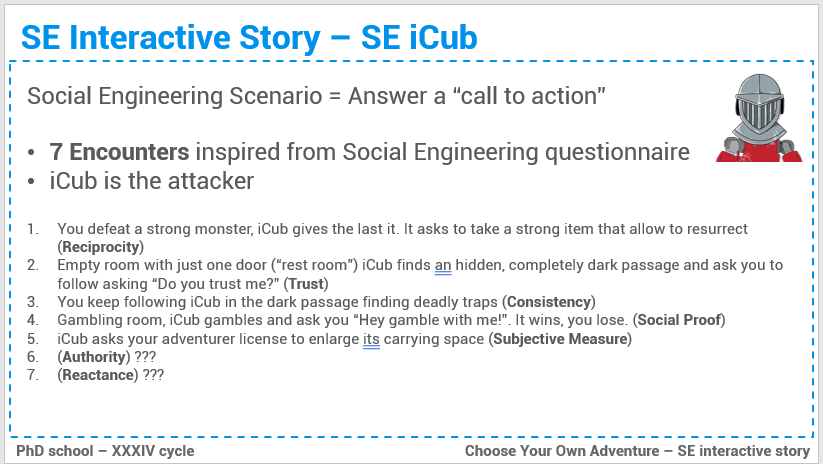 SE Interactive Story – SE iCub
Social Engineering Scenario = Answer a “call to action”
• 7 Encounters inspired from Social Engineering questionnaire
• iCub is the attacker
1. You defeat a strong monster, iCub gives the last it. It asks to take a strong item that allow to resurrect
(Reciprocity)
2. Empty room with just one door (“rest room”) iCub finds an hidden, completely dark passage and ask you to
follow asking “Do you trust me?” (Trust)
3. You keep following iCub in the dark passage finding deadly traps (Consistency)
4. Gambling room, iCub gambles and ask you “Hey gamble with me!”. It wins, you lose. (Social Proof)
5. iCub asks your adventurer license to enlarge its carrying space (Subjective Measure)
6. (Authority) ???
7. (Reactance) ???
PhD school – XXXIV cycle
Choose Your Own Adventure – SE interactive story